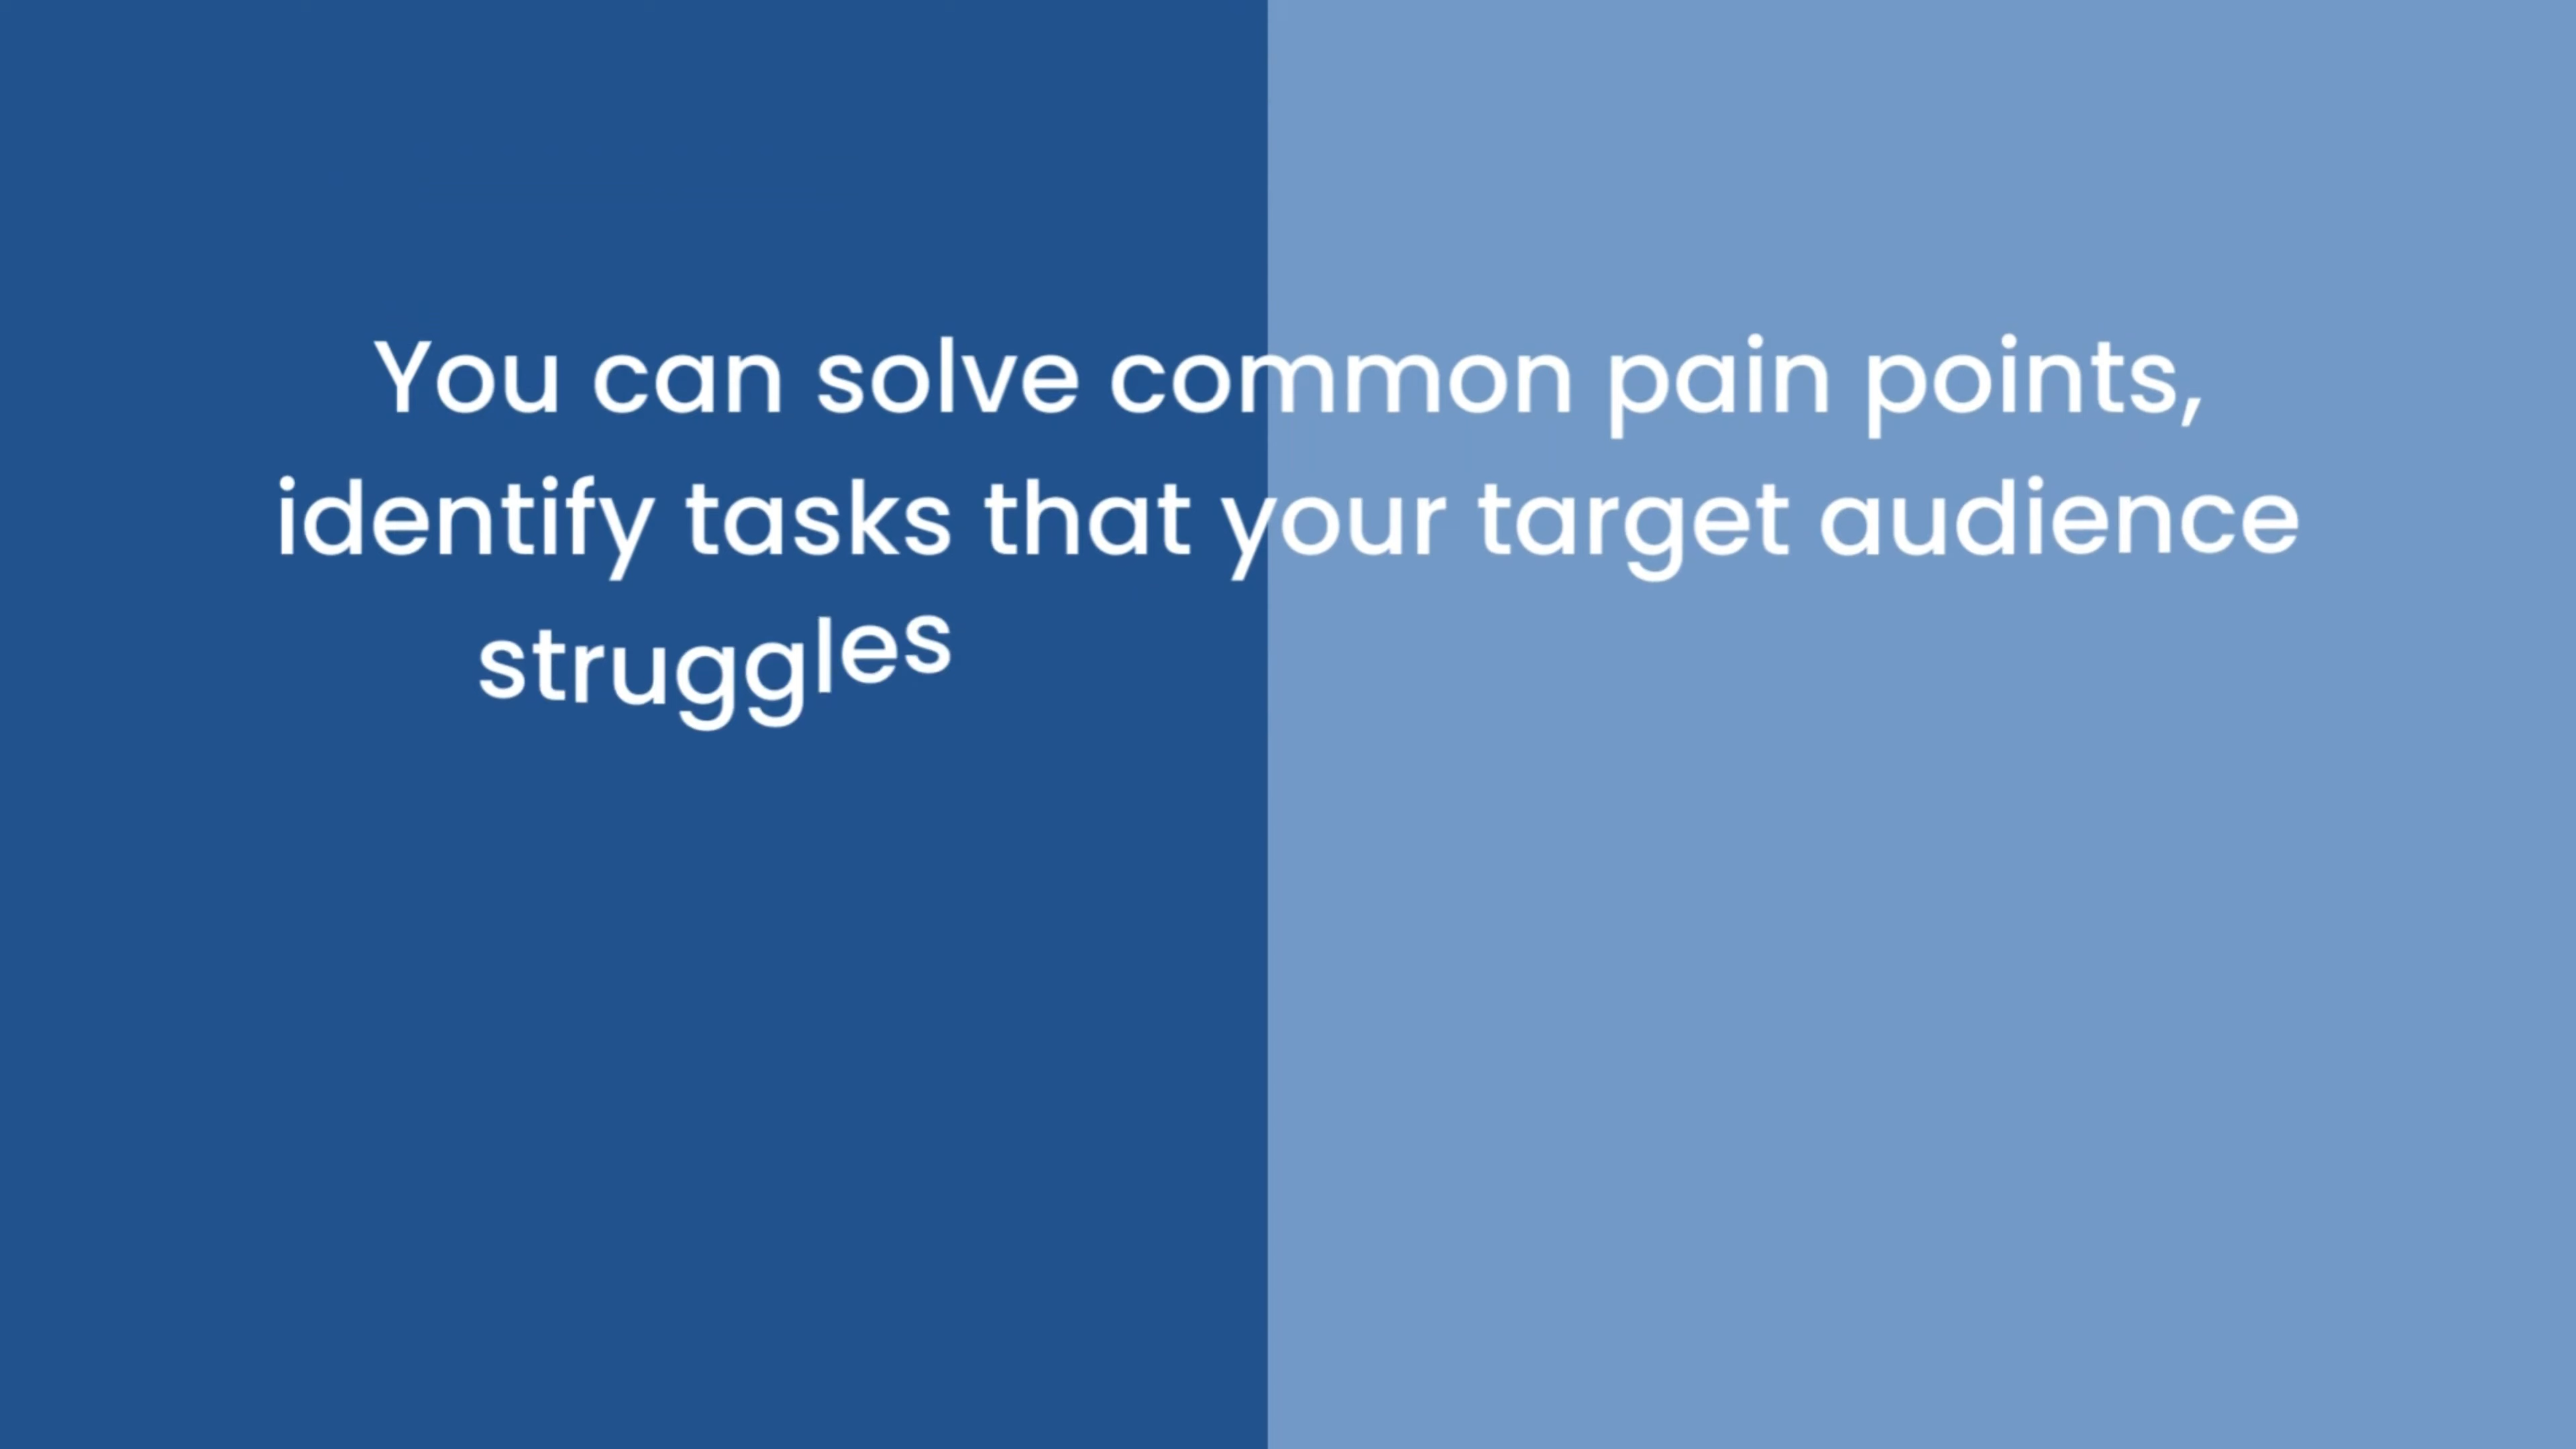 You can solve common pain points,
identify tasks that your target audience
struggles